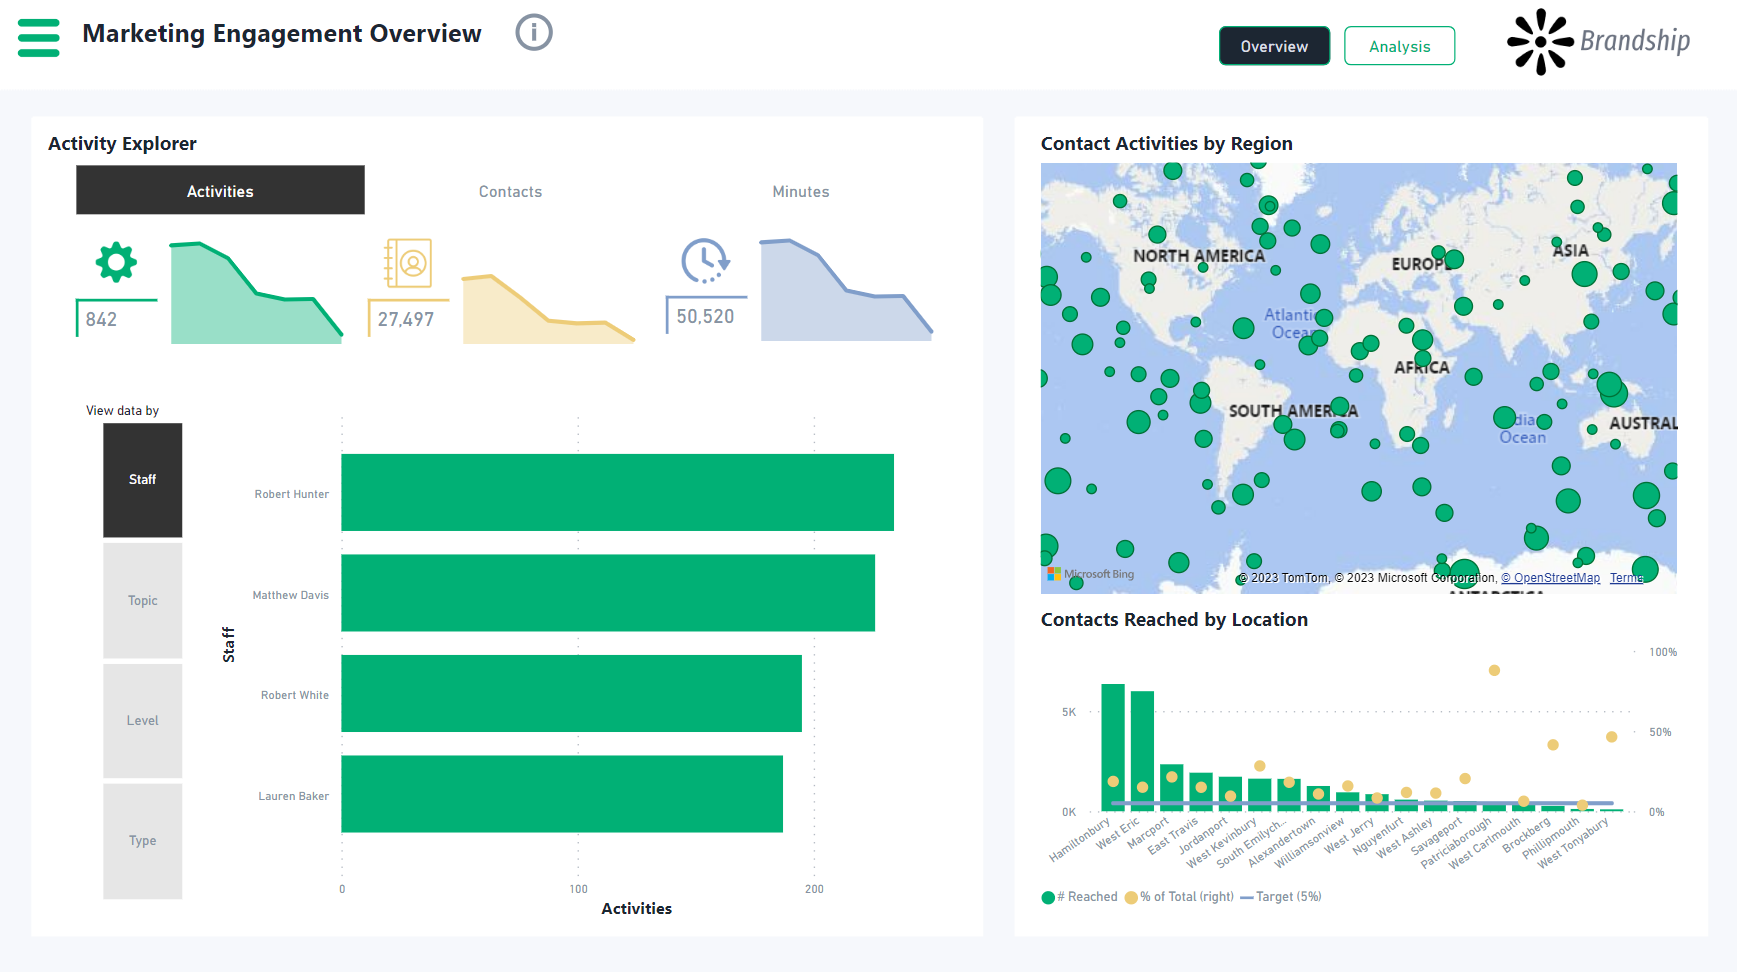 Marketing Engagement Overview
i
Overview
Analysis
Brandship
Activity Explorer
Activities
Contacts
Minutes
842
27,497
50,520
View data by
Staff
Topic
Level
Type
Staff
Robert Hunter
Matthew Davis
Robert White
Lauren Baker
0
100
200
Activities
Contact Activities by Region
NORTH AMERICA
EUROPE
ASIA
Atlantic
Ocean
AFRICA
SOUTH AMERICA
Ocean
AUSTRAL
Microsoft Bing
© 2023 TomTom, © 2023 Microsoft Corporation, © OpenStreetMap Terms
Contacts Reached by Location
100%
5K
50%
0K
0%
Hamiltonbury
West Eric
Marcport
East Travis
Jordanport
West Kevinbury
South Emilych...
Alexandertown
Williamsonview
West Jerry
Nguyenfurt
West Ashley
Savageport
Patriciaborough
West Carlmouth
Brockberg
Phillipmouth
West Tonyabury
# Reached
% of Total (right)
Target (5%)